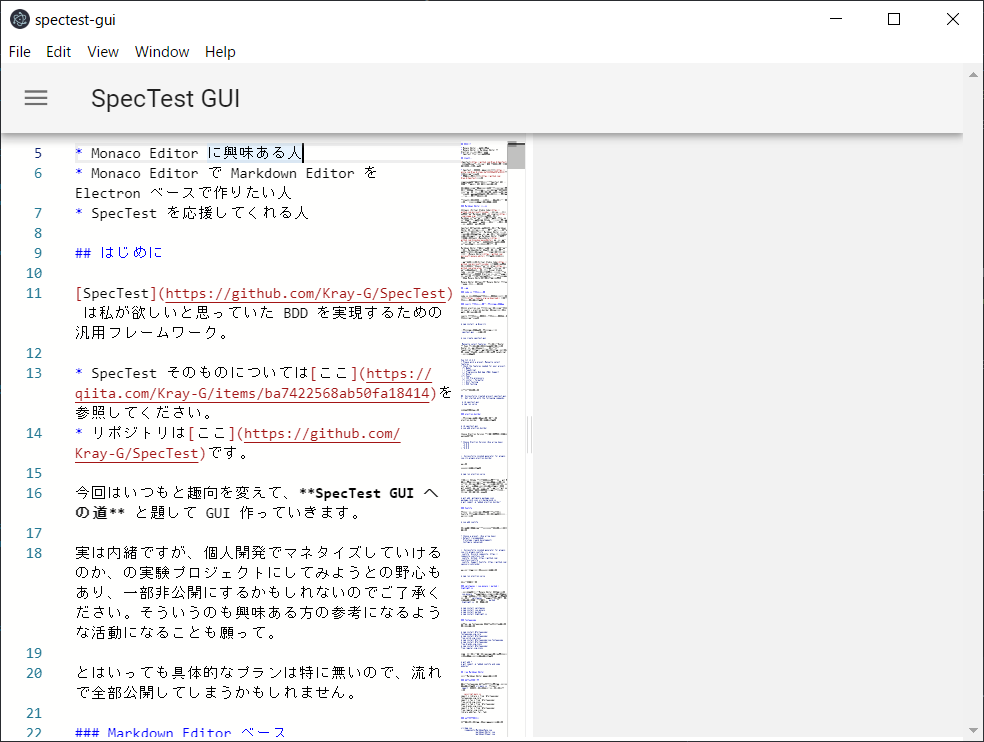 spectest-gui
File Edit View Window Help
SpecTest GUI
5 * Monaco Editor に興味ある人
6 * Monaco Editor で Markdown Editor を
Electron ベースで作りたい人
7 * SpecTest を応援してくれる人
8
9 ## はじめに
10
11 [SpecTest](https://github.com/Kray-G/SpecTest)
は私が欲しいと思っていた BDD を実現するための
汎用フレームワーク。
12
13 * SpecTest そのものについては[ここ](https://
qiita.com/Kray-G/items/ba7422568ab50fa18414)を
参照してください。
14 * リポジトリは[ここ](https://github.com/
Kray-G/SpecTest)です。
15
16 今回はいつもと趣向を変えて、**SpecTest GUI へ
の道** と題して GUI 作っていきます。
17
18 実は内緒ですが、個人開発でマネタイズしていける
のか、の実験プロジェクトにしてみようとの野心も
あり、一部非公開にするかもしれないのでご了承く
ださい。そういうのも興味ある方の参考になるよう
な活動になることも願って。
19
20 とはいっても具体的なプランは特に無いので、流れ
で全部公開してしまうかもしれません。
21
22 ### Markdown Editor ベース